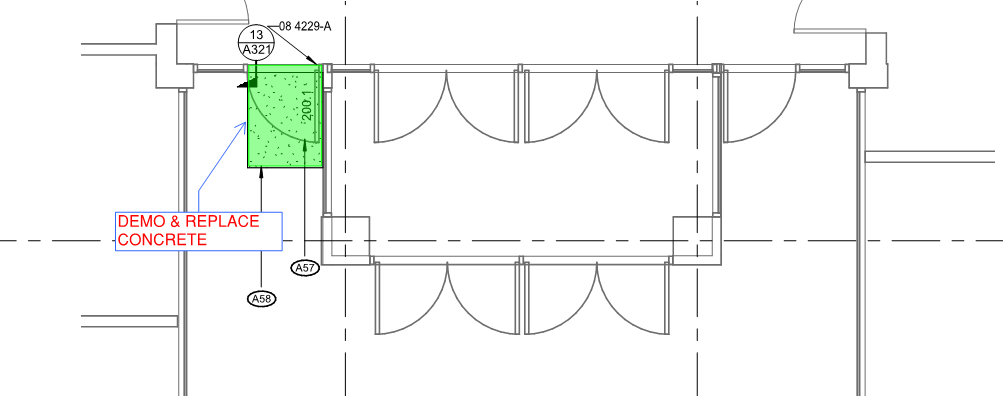 13
A321
08 4229-A
200.1
DEMO & REPLACE
CONCRETE
A57
A58